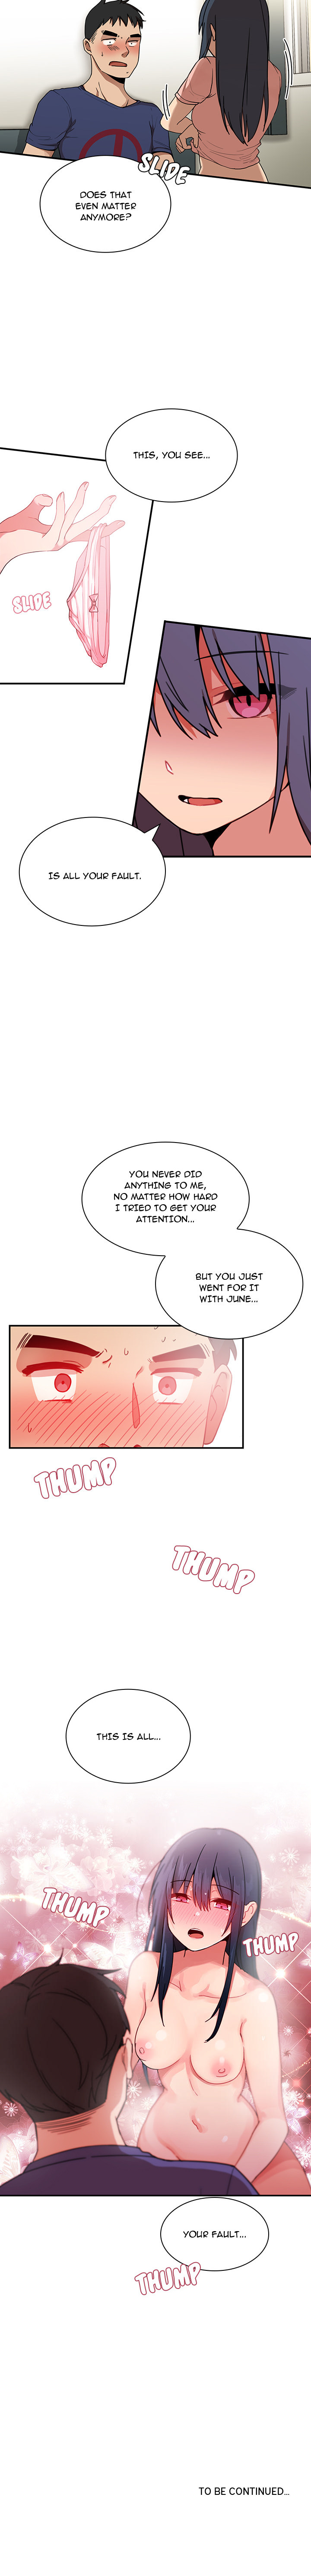 SLIDE
DOES THAT
EVEN MATTER
ANYMORE?
THIS, YOU SEE...
SLIDE
IS ALL YOUR FAULT.
YOU NEVER DID
ANYTHING TO ME,
NO MATTER HOW HARD
I TRIED TO GET YOUR
ATTENTION...
BUT YOU JUST
WENT FOR IT
WITH JUNE...
THUMP
THUMP
THIS IS ALL...
THUMP
THUMP
YOUR FAULT...
THUMP
TO BE CONTINUED...